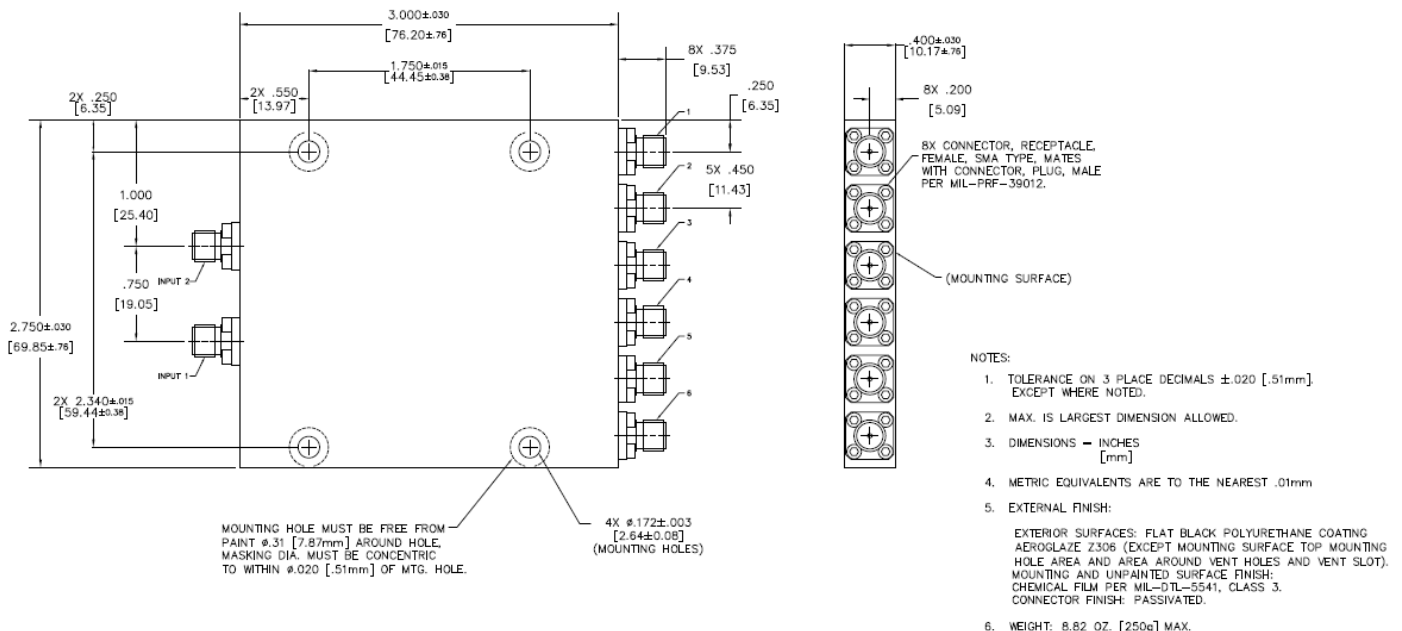 3.000±.030
[76.20±.76]
1.750±.015
[44.45±0.38]
2X .550
[13.97]
2X .250
[6.35]
8X .375
[9.53]
.250
[6.35]
5X .450
[11.43]
1.000
[25.40]
.750
[19.05]
INPUT 2
INPUT 1
2.750±.030
[69.85±.76]
2X 2.340±.015
[59.44±0.38]
1
2
3
4
5
6
MOUNTING HOLE MUST BE FREE FROM
PAINT ø.31 [7.87mm] AROUND HOLE,
MASKING DIA. MUST BE CONCENTRIC
TO WITHIN ø.020 [.51mm] OF MTG. HOLE.
4X ø.172±.003
[2.64±0.08]
(MOUNTING HOLES)
.400±.030
[10.17±.76]
8X .200
[5.09]
8X CONNECTOR, RECEPTACLE,
FEMALE, SMA TYPE, MATES
WITH CONNECTOR, PLUG, MALE
PER MIL-PRF-39012.
(MOUNTING SURFACE)
NOTES:
1. TOLERANCE ON 3 PLACE DECIMALS ±.020 [.51mm].
EXCEPT WHERE NOTED.
2. MAX. IS LARGEST DIMENSION ALLOWED.
3. DIMENSIONS – INCHES
[mm]
4. METRIC EQUIVALENTS ARE TO THE NEAREST .01mm
5. EXTERNAL FINISH:
EXTERIOR SURFACES: FLAT BLACK POLYURETHANE COATING
AEROGLAZE Z306 (EXCEPT MOUNTING SURFACE TOP MOUNTING
HOLE AREA AND AREA AROUND VENT HOLES AND VENT SLOT).
MOUNTING AND UNPAINTED SURFACE FINISH:
CHEMICAL FILM PER MIL-DTL-5541, CLASS 3.
CONNECTOR FINISH: PASSIVATED.
6. WEIGHT: 8.82 OZ. [250g] MAX.